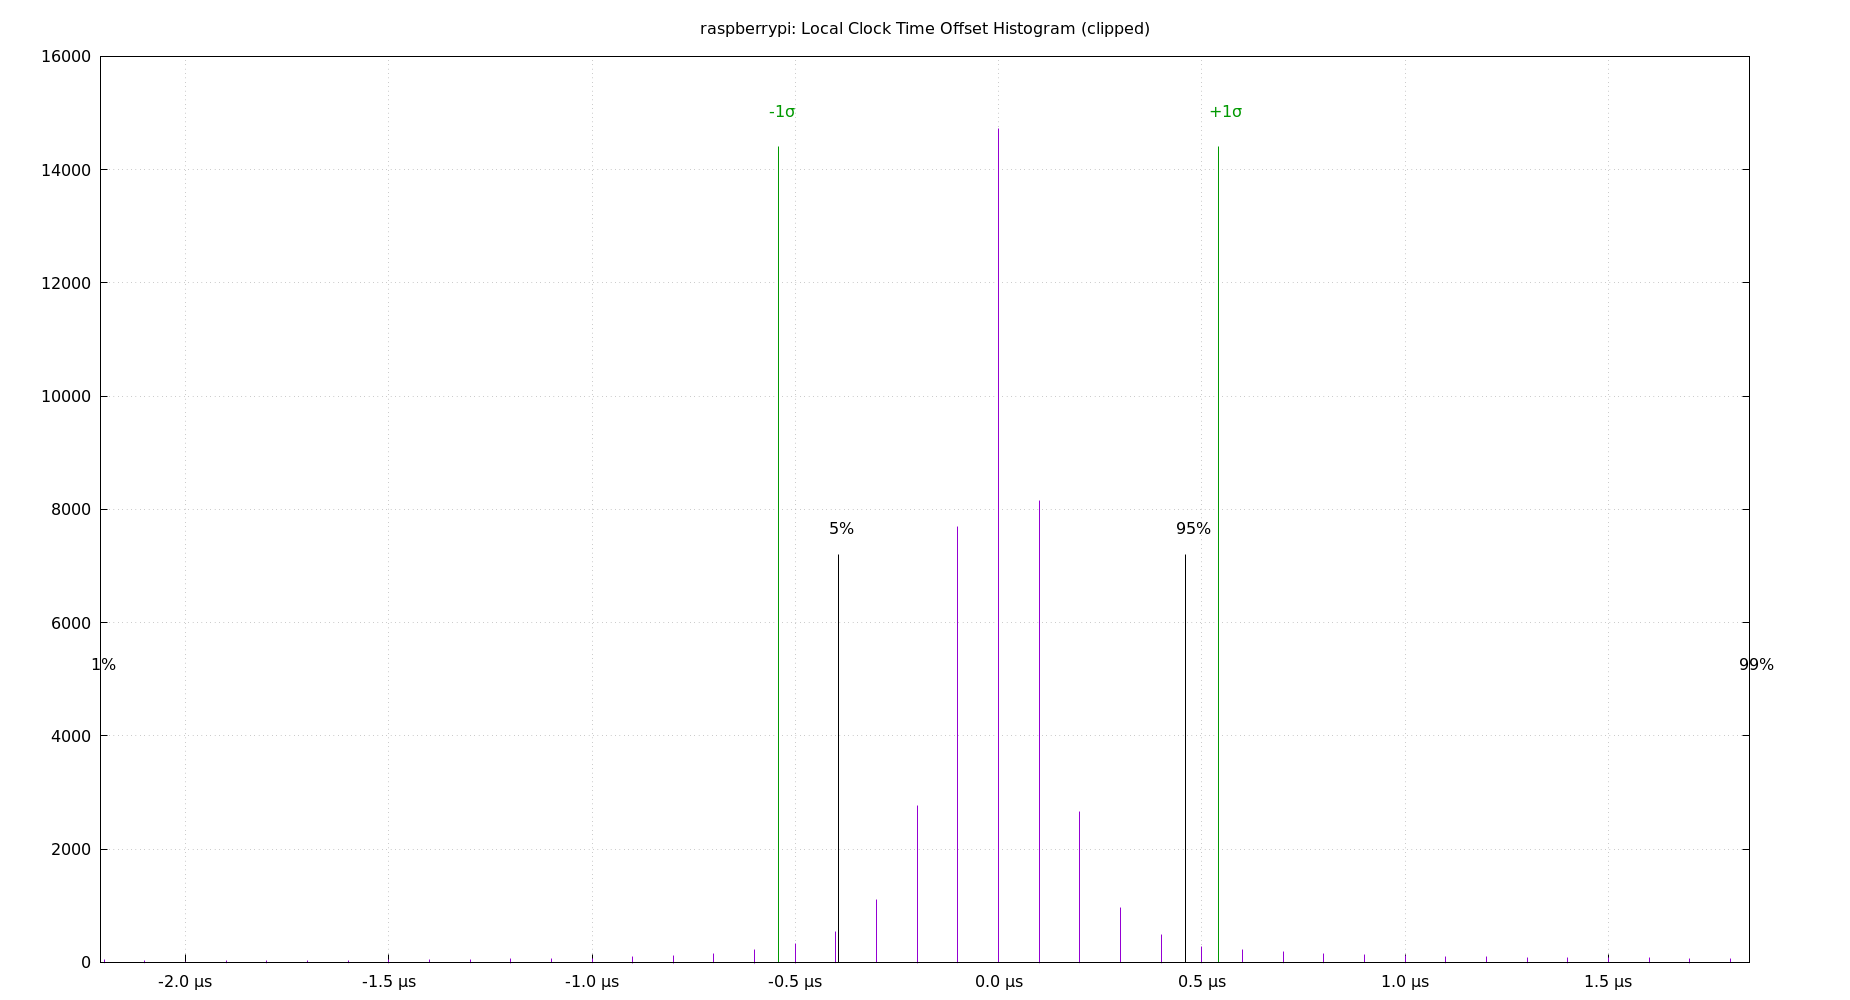 raspberrypi: Local Clock Time Offset Histogram (clipped)
16000
-1σ
+1σ
14000
12000
10000
8000
5%
95%
6000
1%
99%
4000
2000
0
-2.0 µs
-1.5 µs
-1.0 µs
-0.5 µs
0.0 µs
0.5 µs
1.0 µs
1.5 µs